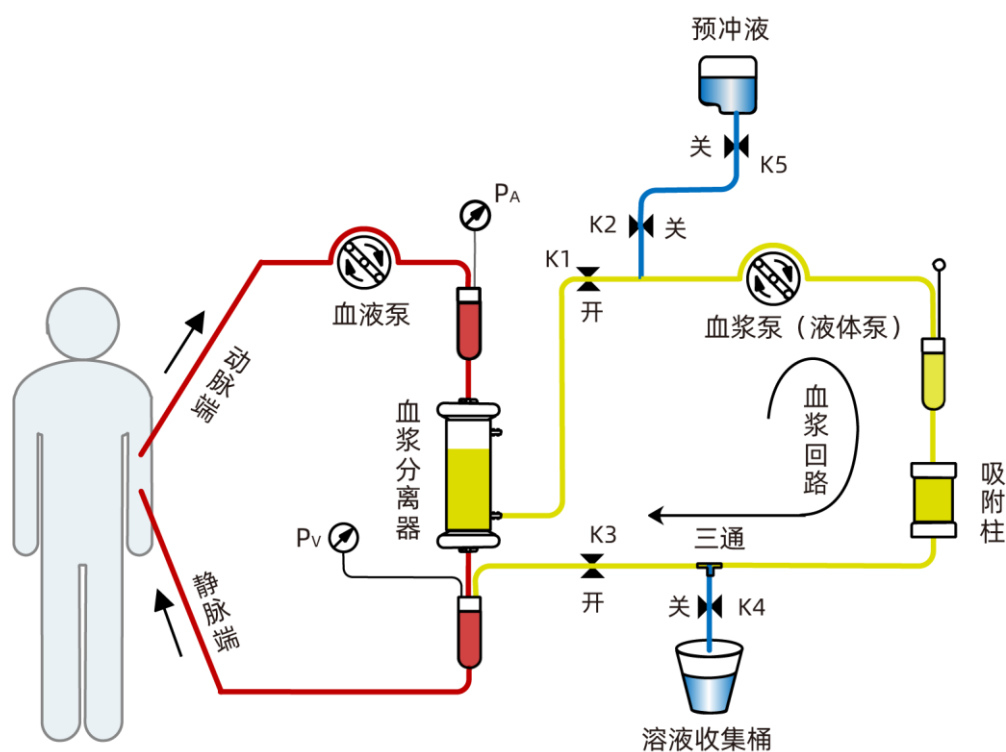 预冲液
关
K5
K2
关
PA
K1
开
血液泵
血浆泵（液体泵）
动脉端
血浆分离器
血浆回路
吸附柱
PV
K3
开
三通
关
K4
静脉端
溶液收集桶